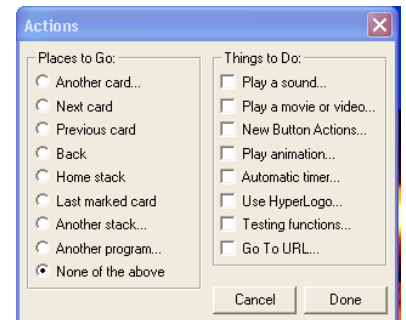 Actions
Places to Go:
Another card...
Next card
Previous card
Back
Home stack
Last marked card
Another stack...
Another program...
None of the above
Things to Do:
Play a sound...
Play a movie or video...
New Button Actions...
Play animation...
Automatic timer...
Use HyperLogo...
Testing functions...
Go To URL...
Cancel
Done